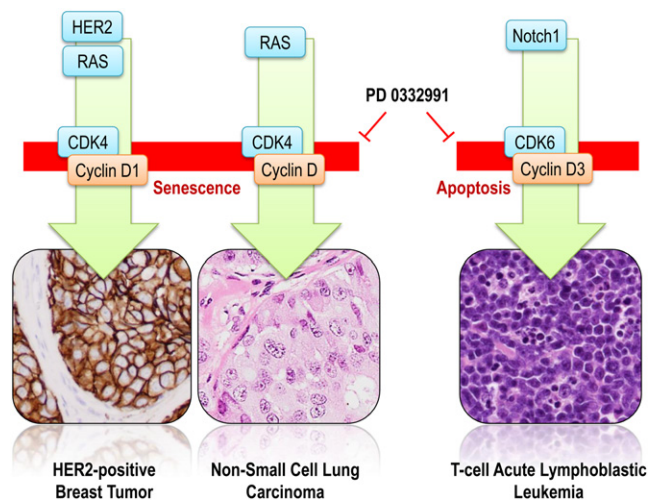 HER2
RAS
RAS
Notch1
PD 0332991
CDK4
Cyclin D1
CDK4
Cyclin D
CDK6
Cyclin D3
Senescence
Apoptosis
HER2-positive
Breast Tumor
Non-Small Cell Lung
Carcinoma
T-cell Acute Lymphoblastic
Leukemia